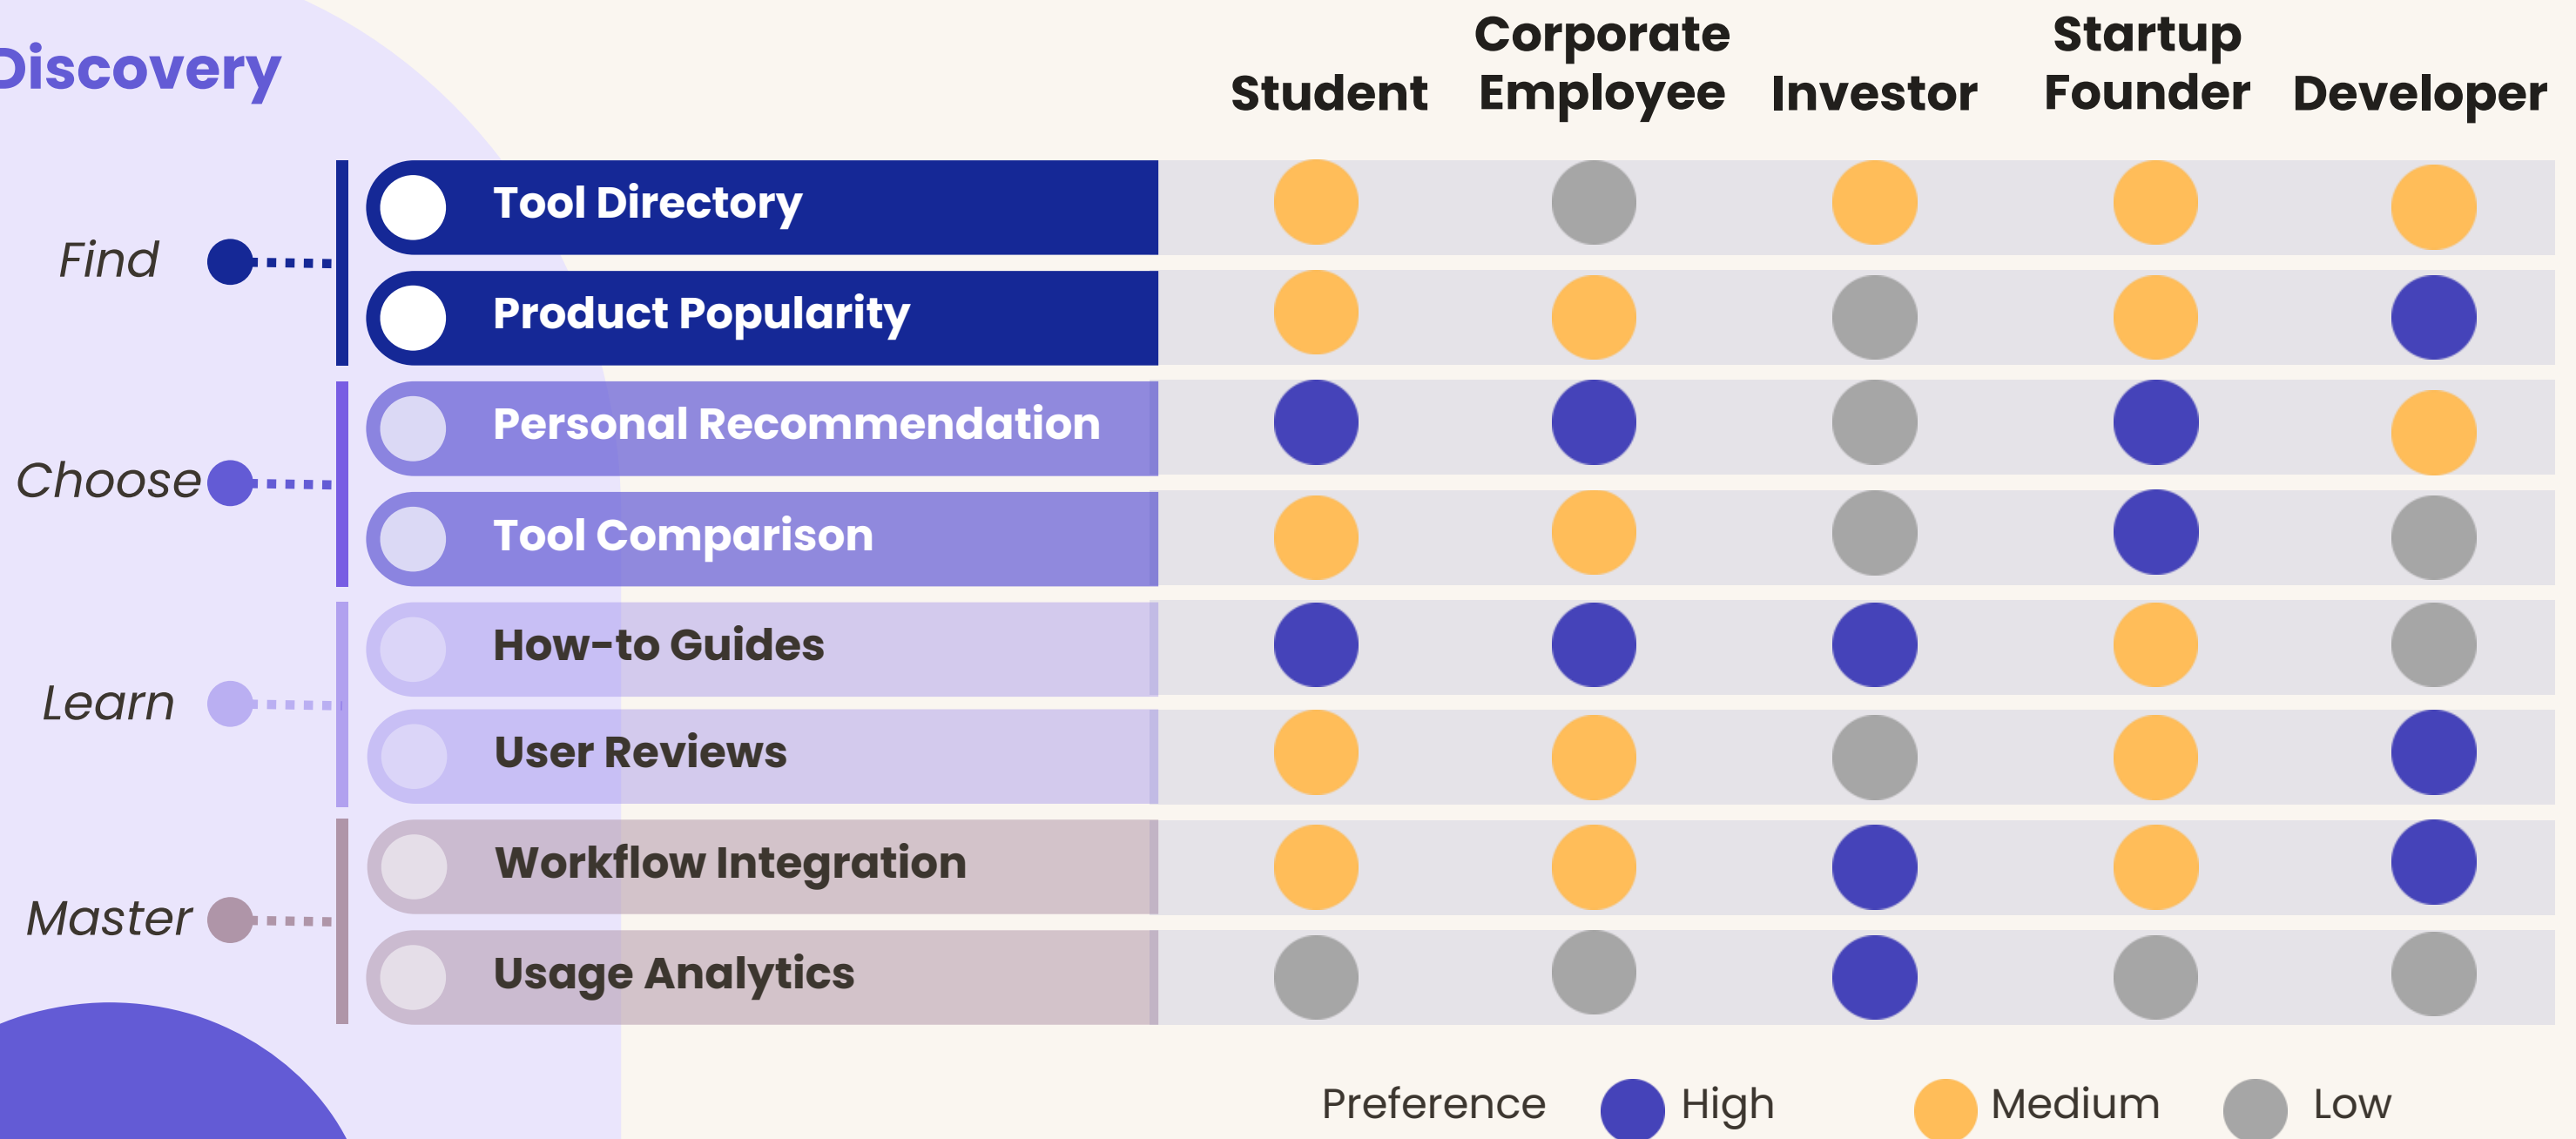 Discovery
Student
Corporate
Employee
Investor
Startup
Founder
Developer
Find
Tool Directory
Product Popularity
Choose
Personal Recommendation
Tool Comparison
Learn
How-to Guides
User Reviews
Master
Workflow Integration
Usage Analytics
Preference High Medium Low